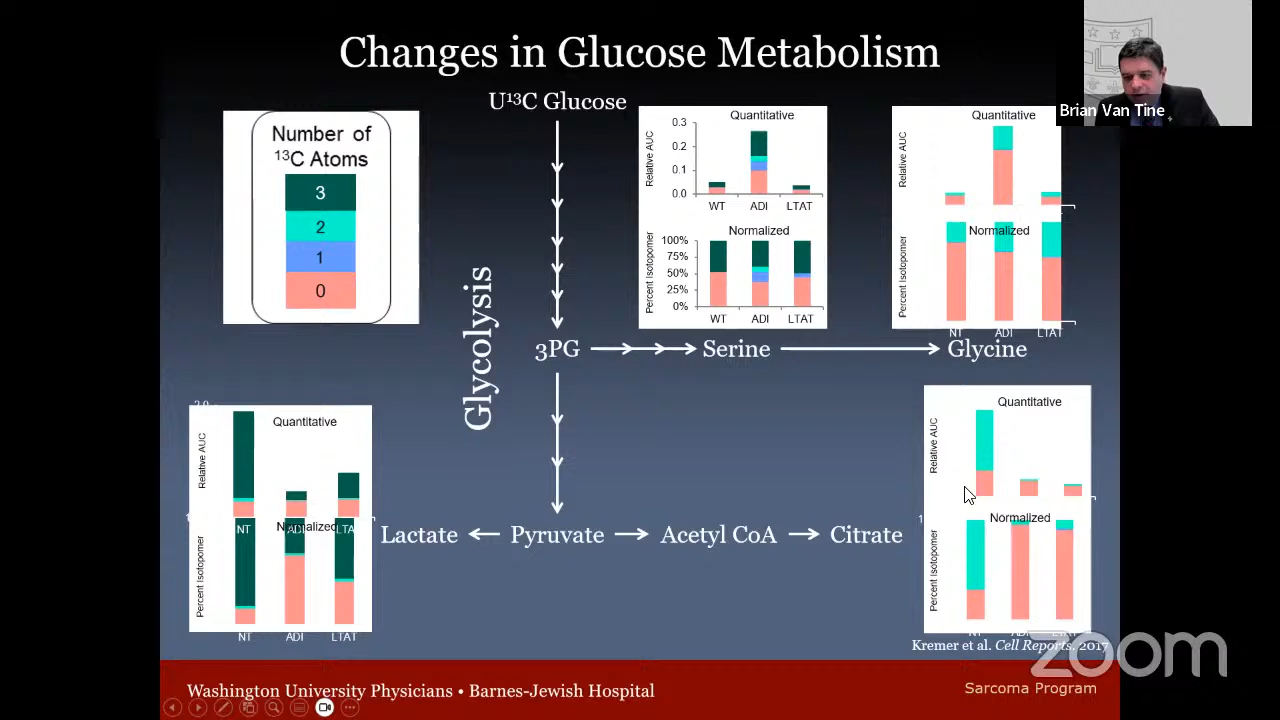 Changes in Glucose Metabolism
Brian Van Tine
U¹³C Glucose
Number of
¹³C Atoms
3
2
1
0
Quantitative
Relative AUC
0.3
0.2
0.1
0.0
WT ADI LTAT
Normalized
Percent Isotopomer
100%
75%
50%
25%
0%
WT ADI LTAT
Quantitative
Relative AUC
Normalized
Percent Isotopomer
NT ADI LTAT
Glycolysis
3PG
Serine
Glycine
Quantitative
Relative AUC
NT ADI LTA
Normalized
Percent Isotopomer
NT ADI LTAT
Quantitative
Relative AUC
Normalized
Percent Isotopomer
Lactate
Pyruvate
Acetyl CoA
Citrate
Kremer et al. Cell Reports. 2017
zoom
Washington University Physicians • Barnes-Jewish Hospital
Sarcoma Program